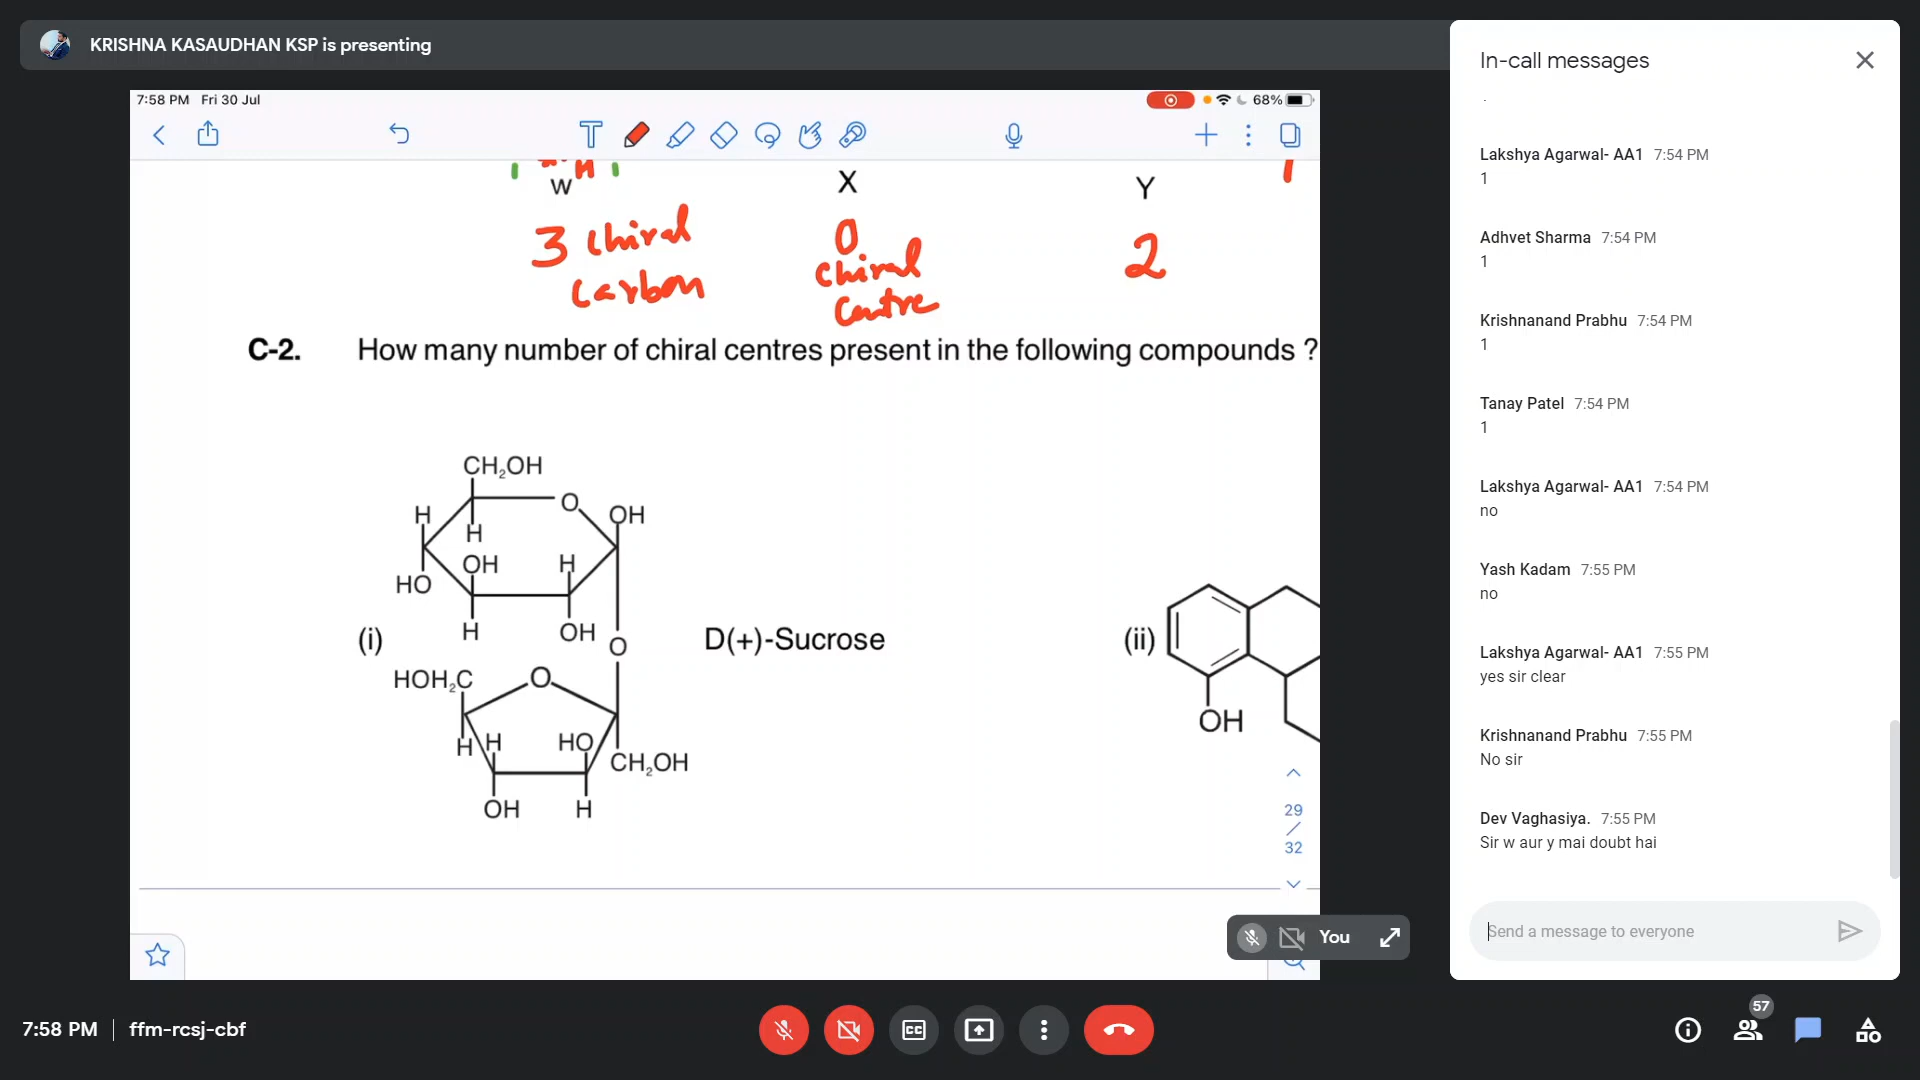 KRISHNA KASAUDHAN KSP is presenting
7:58 PM Fri 30 Jul
68%
W X Y
3 chiral carbon
0 chiral centre
2
C-2. How many number of chiral centres present in the following compounds ?
CH₂OH
O
H OH
H
OH H
HO
H OH
(i) O D(+)-Sucrose (ii)
HOH₂C O
OH
H H HO CH₂OH
OH H
29
/
32
You
7:58 PM ffm-rcsj-cbf
In-call messages
Lakshya Agarwal- AA1 7:54 PM
1
Adhvet Sharma 7:54 PM
1
Krishnanand Prabhu 7:54 PM
1
Tanay Patel 7:54 PM
1
Lakshya Agarwal- AA1 7:54 PM
no
Yash Kadam 7:55 PM
no
Lakshya Agarwal- AA1 7:55 PM
yes sir clear
Krishnanand Prabhu 7:55 PM
No sir
Dev Vaghasiya. 7:55 PM
Sir w aur y mai doubt hai
Send a message to everyone
57